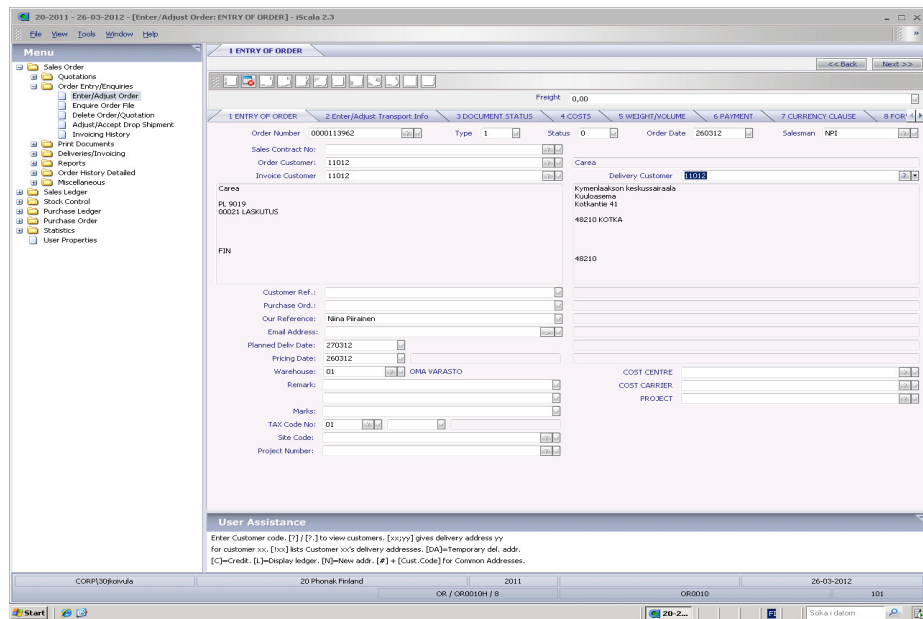 20-2011 - 26-03-2012 - [Enter/Adjust Order: ENTRY OF ORDER] - iScala 2.3
File View Tools Window Help
Menu
Sales Order
Quotations
Order Entry/Enquiries
Enter/Adjust Order
Enquire Order File
Delete Order/Quotation
Adjust/Accept Drop Shipment
Invoicing History
Print Documents
Deliveries/Invoicing
Reports
Order History Detailed
Miscellaneous
Sales Ledger
Stock Control
Purchase Ledger
Purchase Order
Statistics
User Properties
1 ENTRY OF ORDER
<< Back Next >>
Freight 0,00
1 ENTRY OF ORDER 2 Enter/Adjust Transport Info 3 DOCUMENT STATUS 4 COSTS 5 WEIGHT/VOLUME 6 PAYMENT 7 CURRENCY CLAUSE 8 FOR
Order Number 0000113962 Type 1 Status 0 Order Date 260312 Salesman NPI
Sales Contract No:
Order Customer: 11012 Carea
Invoice Customer 11012 Delivery Customer 11012
Carea
PL 9019
00021 LASKUTUS
FIN
Kymenlaakson keskussairaala
Kuuloasema
Kotkantie 41
48210 KOTKA
48210
Customer Ref.:
Purchase Ord.:
Our Reference: Niina Piirainen
Email Address:
Planned Deliv Date: 270312
Pricing Date: 260312
Warehouse: 01 OMA VARASTO COST CENTRE
Remark: COST CARRIER
PROJECT
Marks:
TAX Code No: 01
Site Code:
Project Number:
User Assistance
Enter Customer code. [?] / [?.] to view customers. [xx;yy] gives delivery address yy
for customer xx. [!xx] lists Customer xx's delivery addresses. [DA]=Temporary del. addr.
[C]=Credit. [L]=Display ledger. [N]=New addr. [#] + [Cust.Code] for Common Addresses.
CORP\30jkoivula 20 Phonak Finland 2011 26-03-2012
OR / OR0010H / 8 OR0010 101
Start 20-2... FI Söka i datorn